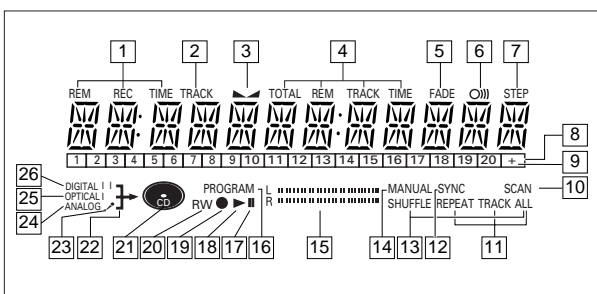 1 2 3 4 5 6 7
REM REC TIME TRACK TOTAL REM TRACK TIME FADE STEP
1 2 3 4 5 6 7 8 9 10 11 12 13 14 15 16 17 18 19 20 +
8
9
26 DIGITAL I I PROGRAM L MANUAL SYNC SCAN 10
25 OPTICAL I CD RW R SHUFFLE REPEAT TRACK ALL
24 ANALOG
23 22 21 20 19 18 17 16 15 14 13 12 11